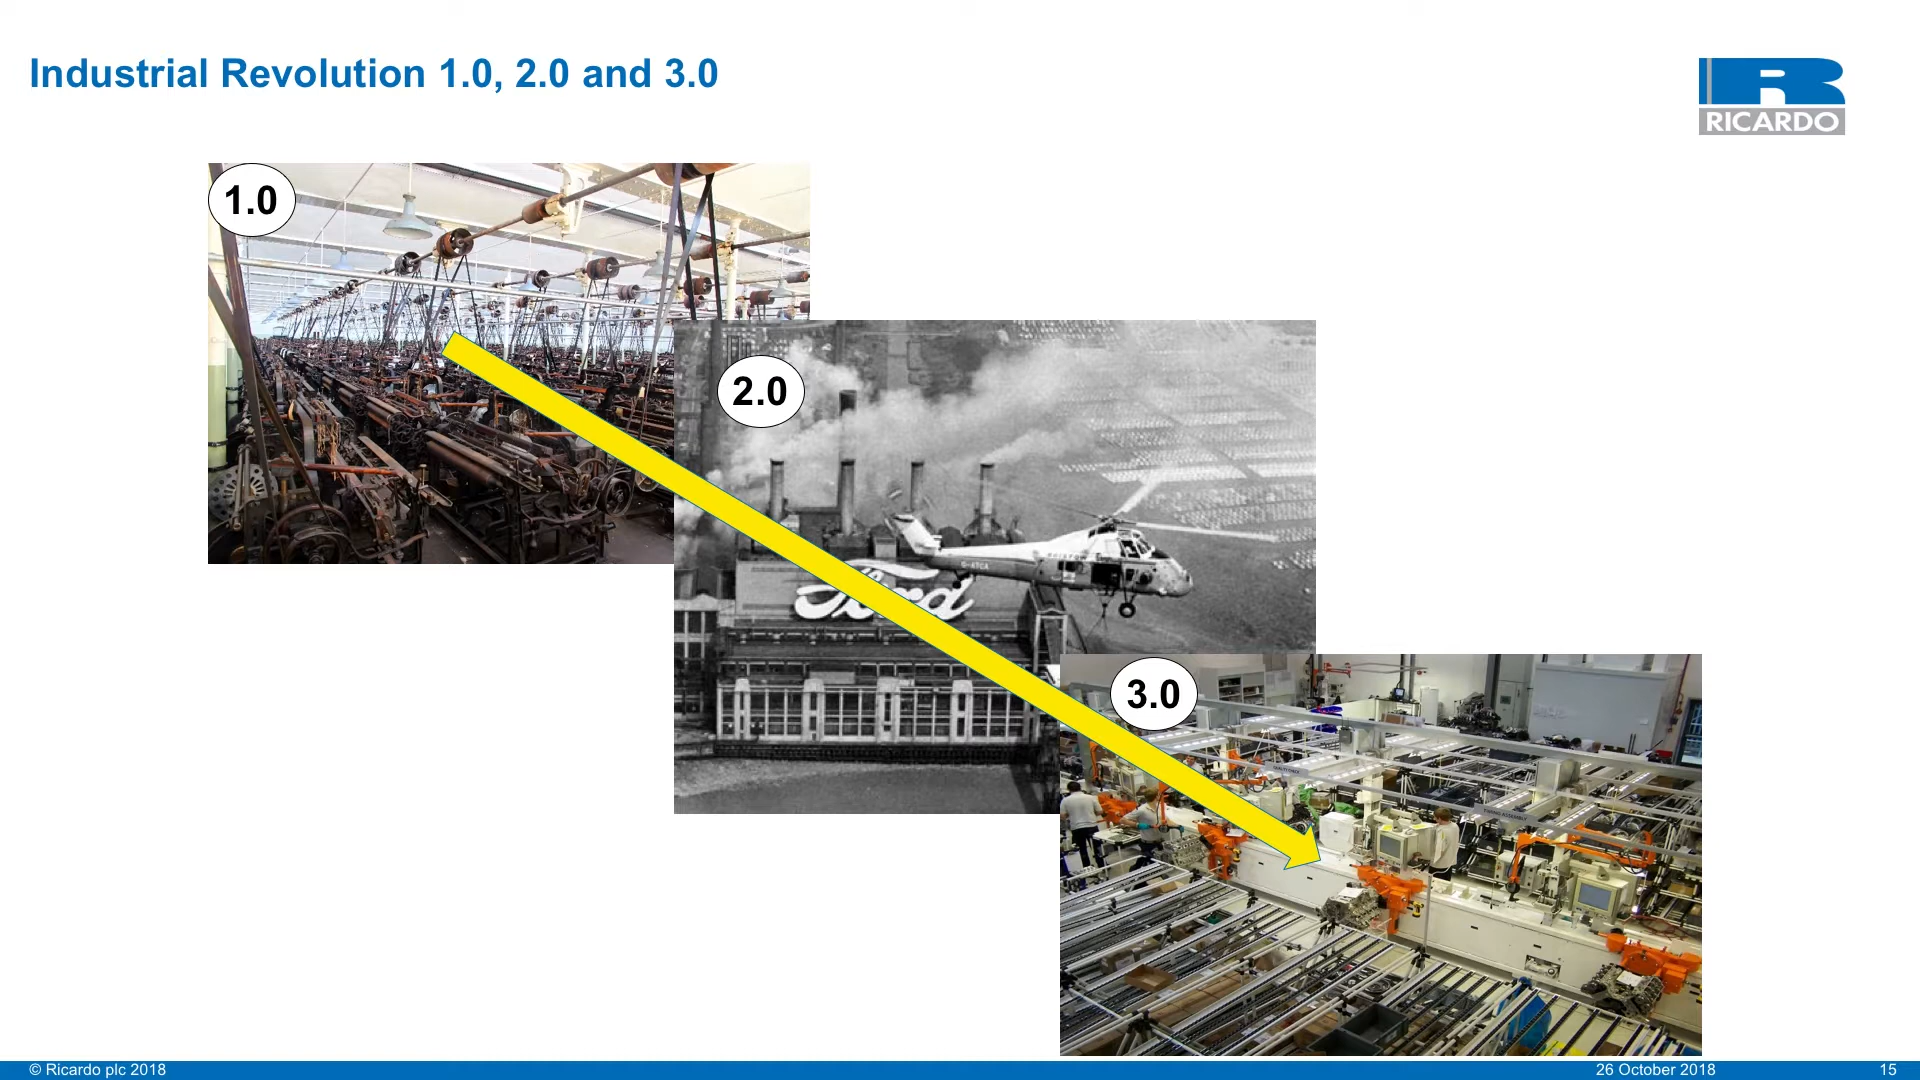 Industrial Revolution 1.0, 2.0 and 3.0
RICARDO
1.0
2.0
Ford
G-ATCA
3.0
© Ricardo plc 2018
26 October 2018
15